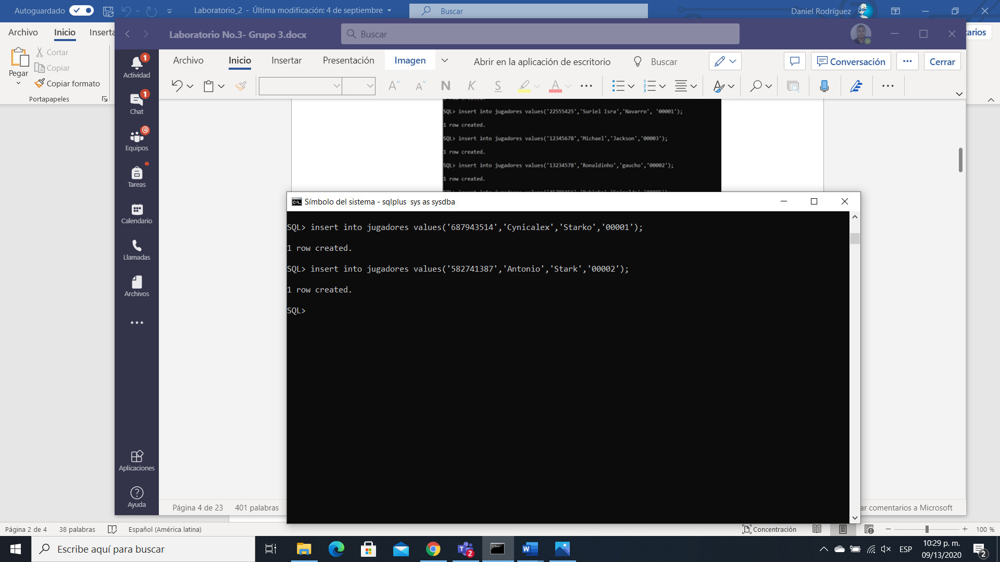 Autoguardado
Laboratorio_2 - Última modificación: 4 de septiembre
Buscar
Daniel Rodríguez
Archivo
Inicio
Pegar
Cortar
Copiar
Copiar formato
Portapapeles
Laboratorio No.3- Grupo 3.docx
Buscar
Archivo
Inicio
Insertar
Presentación
Imagen
Abrir en la aplicación de escritorio
Buscar
Conversación
Cerrar
N K S
1
Actividad
1
Chat
@
Equipos
Tareas
Calendario
Llamadas
Archivos
Aplicaciones
Ayuda
SQL> insert into jugadores values('22555425','Suriel Isra','Navarro', '00001');
1 row created.
SQL> insert into jugadores values('12345678','Michael','Jackson','00003');
1 row created.
SQL> insert into jugadores values('13234578','Ronaldinho','gaucho','00002');
1 row created.
Símbolo del sistema - sqlplus sys as sysdba
SQL> insert into jugadores values('687943514','Cynicalex','Starko','00001');
1 row created.
SQL> insert into jugadores values('582741387','Antonio','Stark','00002');
1 row created.
SQL>
Página 4 de 23
401 palabras
comentarios a Microsoft
Página 2 de 4
38 palabras
Español (América latina)
Concentración
100 %
Escribe aquí para buscar
2
ESP
10:29 p. m.
09/13/2020
2